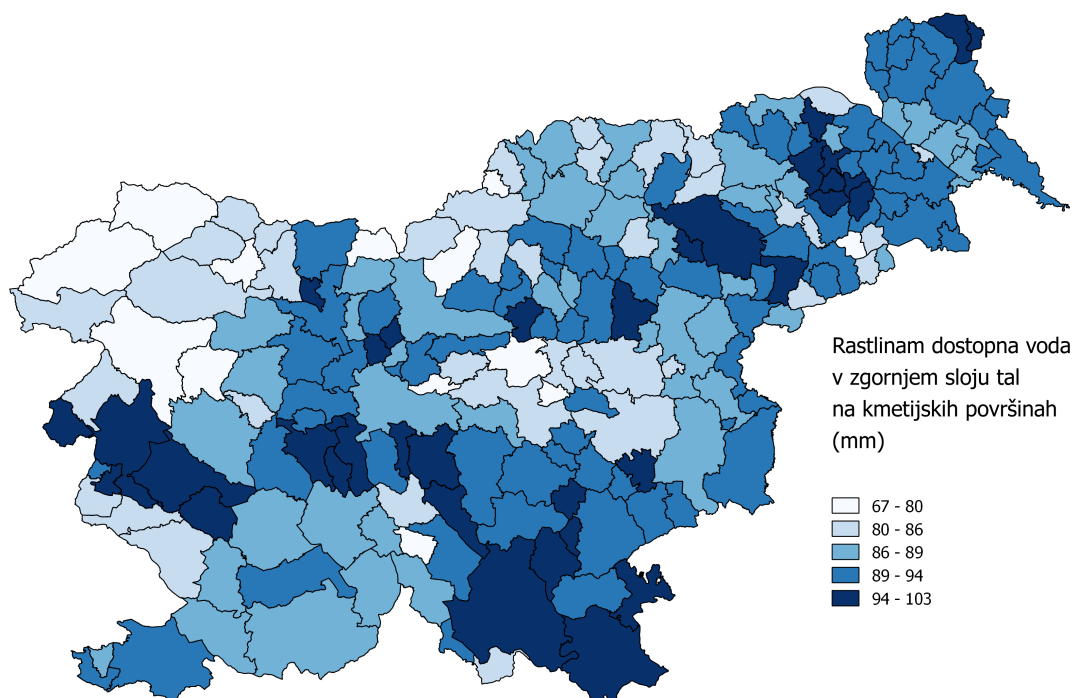 Rastlinam dostopna voda
v zgornjem sloju tal
na kmetijskih površinah
(mm)
67 - 80
80 - 86
86 - 89
89 - 94
94 - 103